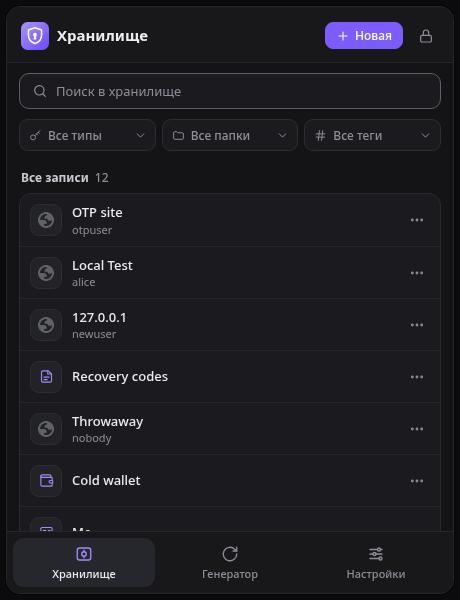 Хранилище
Новая
Поиск в хранилище
Все типы
Все папки
Все теги
Все записи 12
OTP site
otpuser
Local Test
alice
127.0.0.1
newuser
Recovery codes
Throwaway
nobody
Cold wallet
Хранилище
Генератор
Настройки